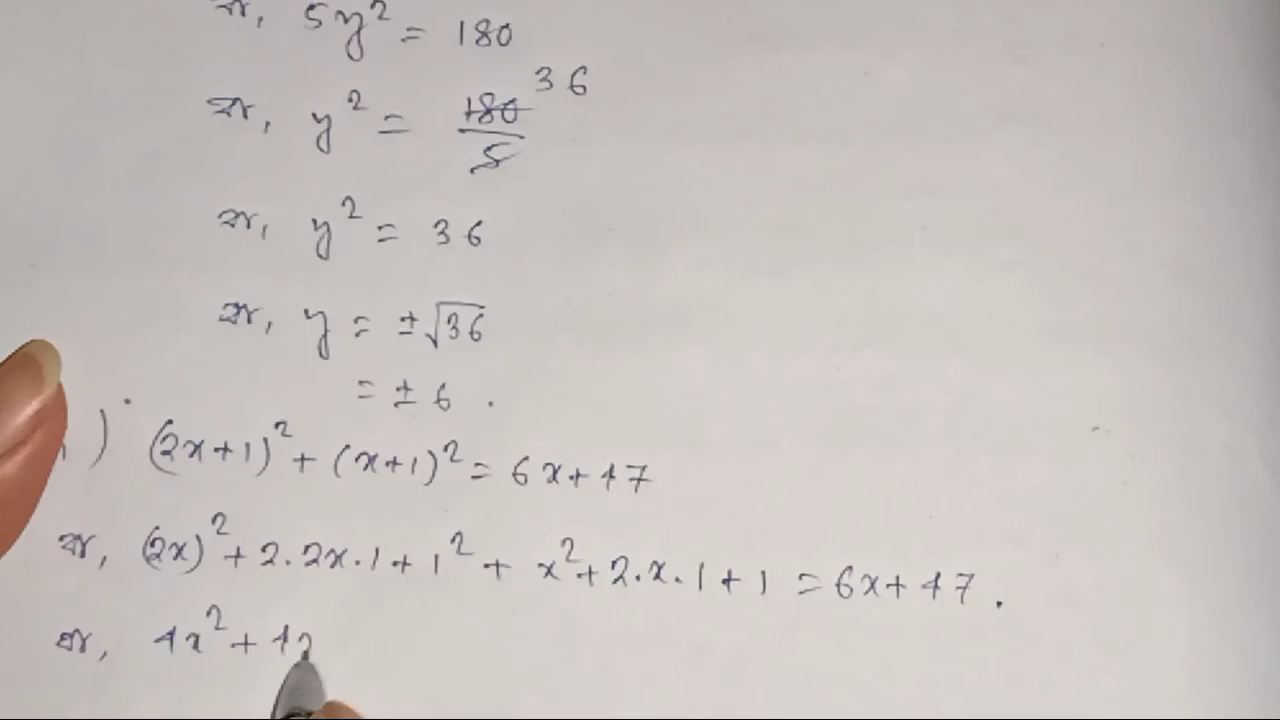 বা, 5y² = 180
বা, y² = 180/5 36
বা, y² = 36
বা, y = ±√36
= ± 6 .
) (2x+1)² + (x+1)² = 6x+47
বা, (2x)² + 2.2x.1 + 1² + x² + 2.x.1 + 1 = 6x + 47 .
বা, 4x² + 4x